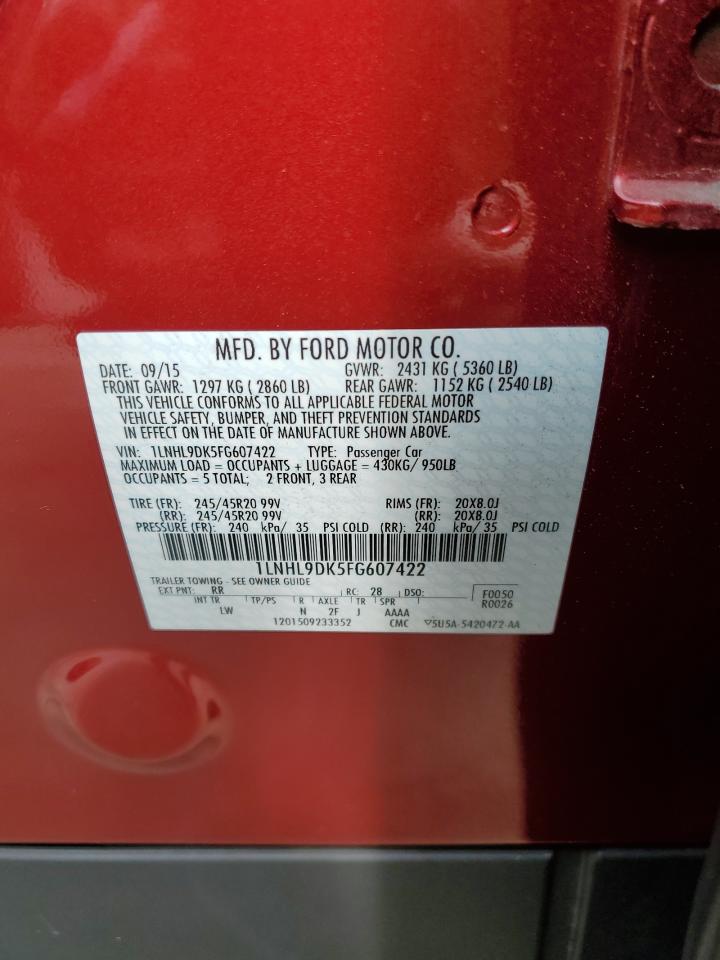 MFD. BY FORD MOTOR CO.
DATE: 09/15 GVWR: 2431 KG ( 5360 LB)
FRONT GAWR: 1297 KG ( 2860 LB) REAR GAWR: 1152 KG ( 2540 LB)
THIS VEHICLE CONFORMS TO ALL APPLICABLE FEDERAL MOTOR
VEHICLE SAFETY, BUMPER, AND THEFT PREVENTION STANDARDS
IN EFFECT ON THE DATE OF MANUFACTURE SHOWN ABOVE.
VIN: 1LNHL9DK5FG607422 TYPE: Passenger Car
MAXIMUM LOAD = OCCUPANTS + LUGGAGE = 430KG/ 950LB
OCCUPANTS = 5 TOTAL; 2 FRONT, 3 REAR
TIRE (FR): 245/45R20 99V RIMS (FR): 20X8.0J
(RR): 245/45R20 99V (RR): 20X8.0J
PRESSURE (FR): 240 kPa/ 35 PSI COLD (RR): 240 kPa/ 35 PSI COLD
1LNHL9DK5FG607422
TRAILER TOWING - SEE OWNER GUIDE
EXT PNT: RR RC: 28 DSO: F0050
INT TR TP/PS R AXLE TR SPR R0026
LW N 2F J AAAA
1201509233352 CMC ▽5U5A-5420472-AA